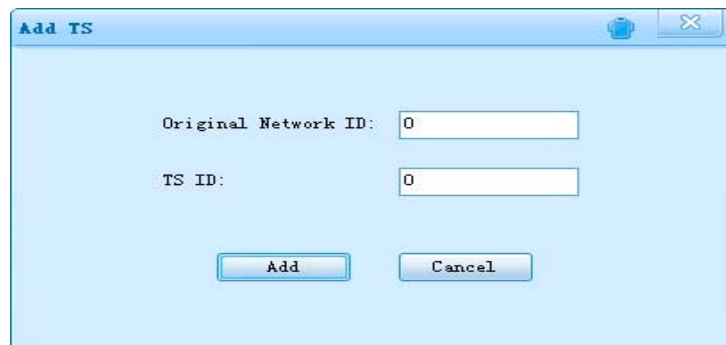 Add TS
Original Network ID: 0
TS ID: 0
Add Cancel